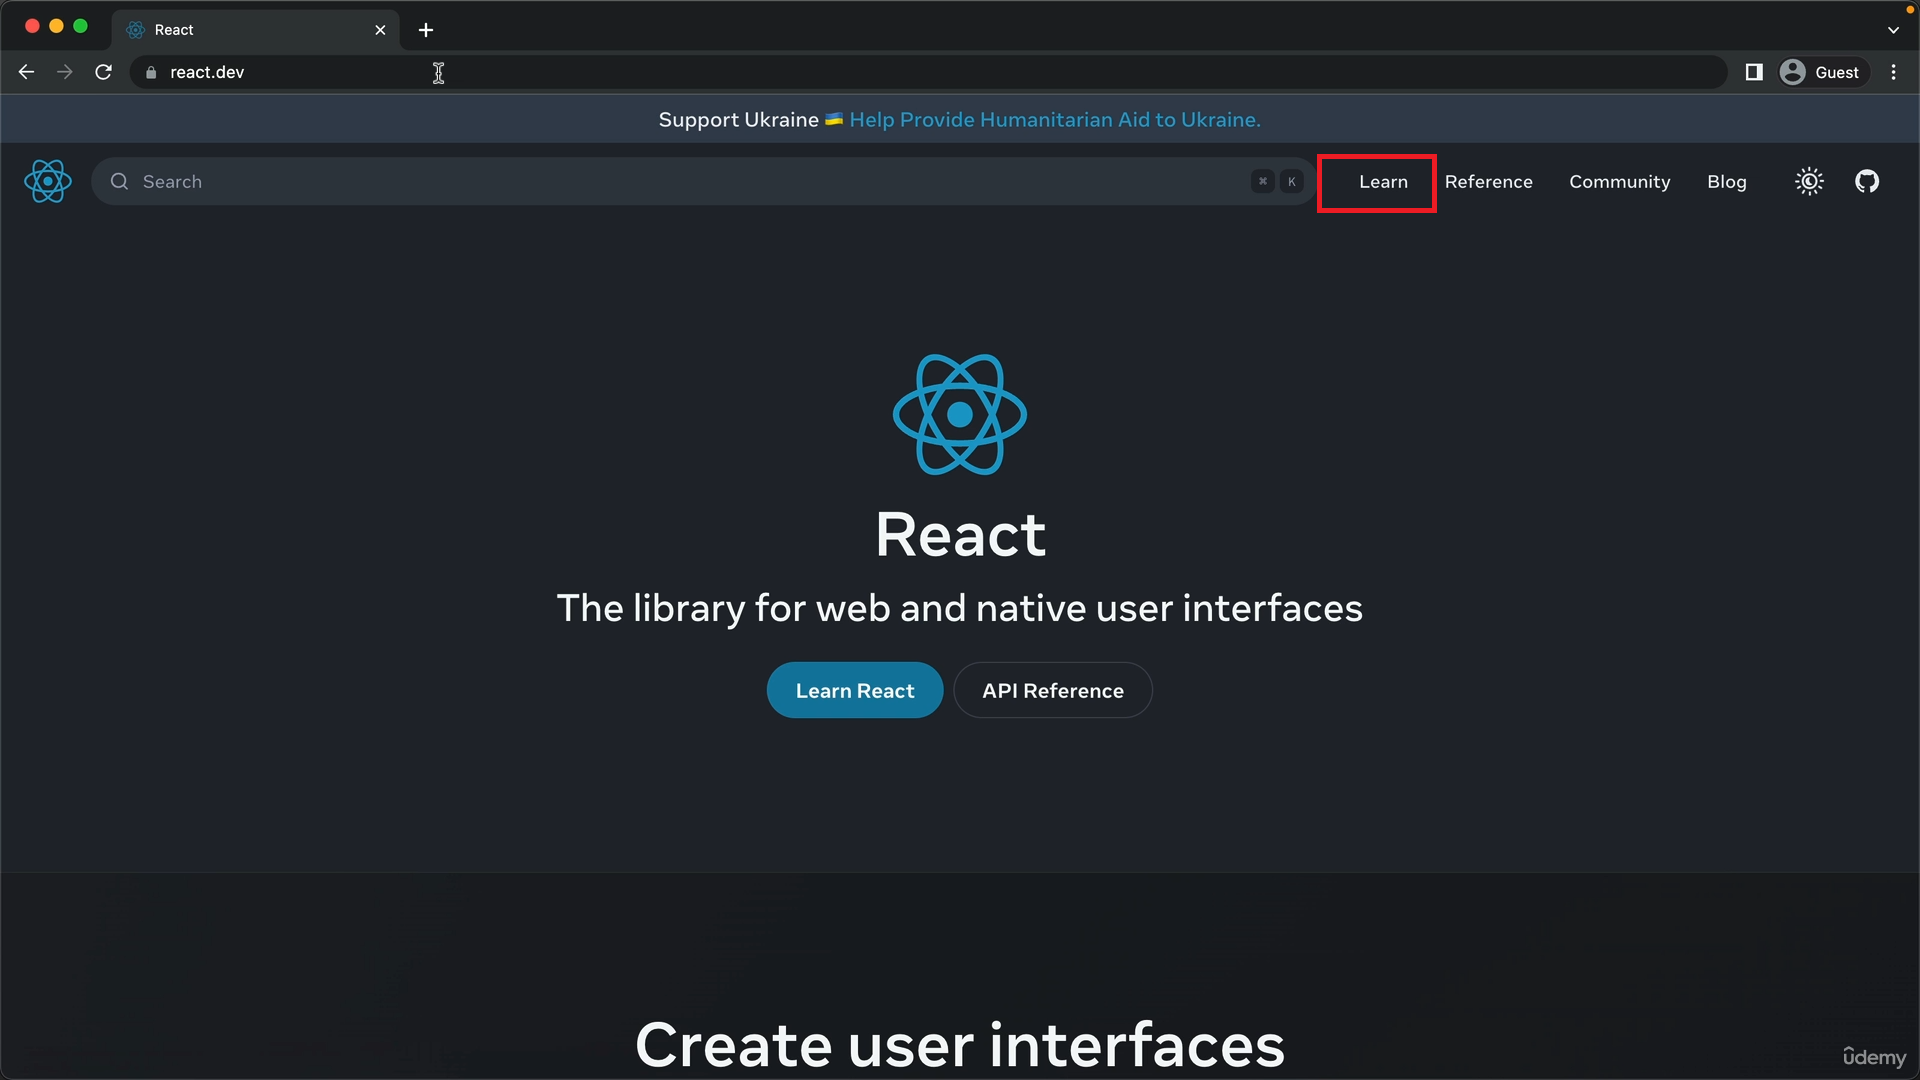 React
react.dev
Guest
Support Ukraine 🇺🇦 Help Provide Humanitarian Aid to Ukraine.
Search ⌘ K Learn Reference Community Blog
React
The library for web and native user interfaces
Learn React API Reference
Create user interfaces
ûdemy